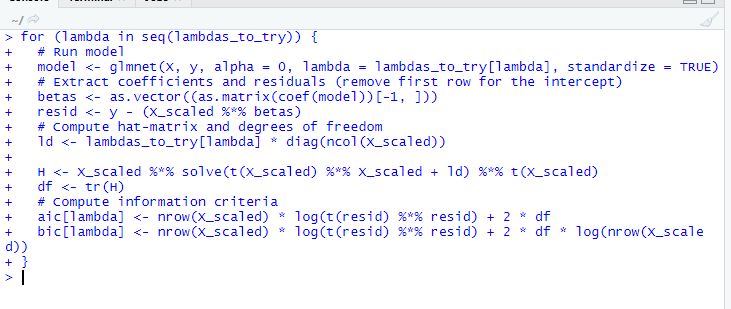 ~/
> for (lambda in seq(lambdas_to_try)) {
+   # Run model
+   model <- glmnet(X, y, alpha = 0, lambda = lambdas_to_try[lambda], standardize = TRUE)
+   # Extract coefficients and residuals (remove first row for the intercept)
+   betas <- as.vector((as.matrix(coef(model))[-1, ]))
+   resid <- y - (X_scaled %*% betas)
+   # Compute hat-matrix and degrees of freedom
+   ld <- lambdas_to_try[lambda] * diag(ncol(X_scaled))
+
+   H <- X_scaled %*% solve(t(X_scaled) %*% X_scaled + ld) %*% t(X_scaled)
+   df <- tr(H)
+   # Compute information criteria
+   aic[lambda] <- nrow(X_scaled) * log(t(resid) %*% resid) + 2 * df
+   bic[lambda] <- nrow(X_scaled) * log(t(resid) %*% resid) + 2 * df * log(nrow(X_scale
d))
+ }
>